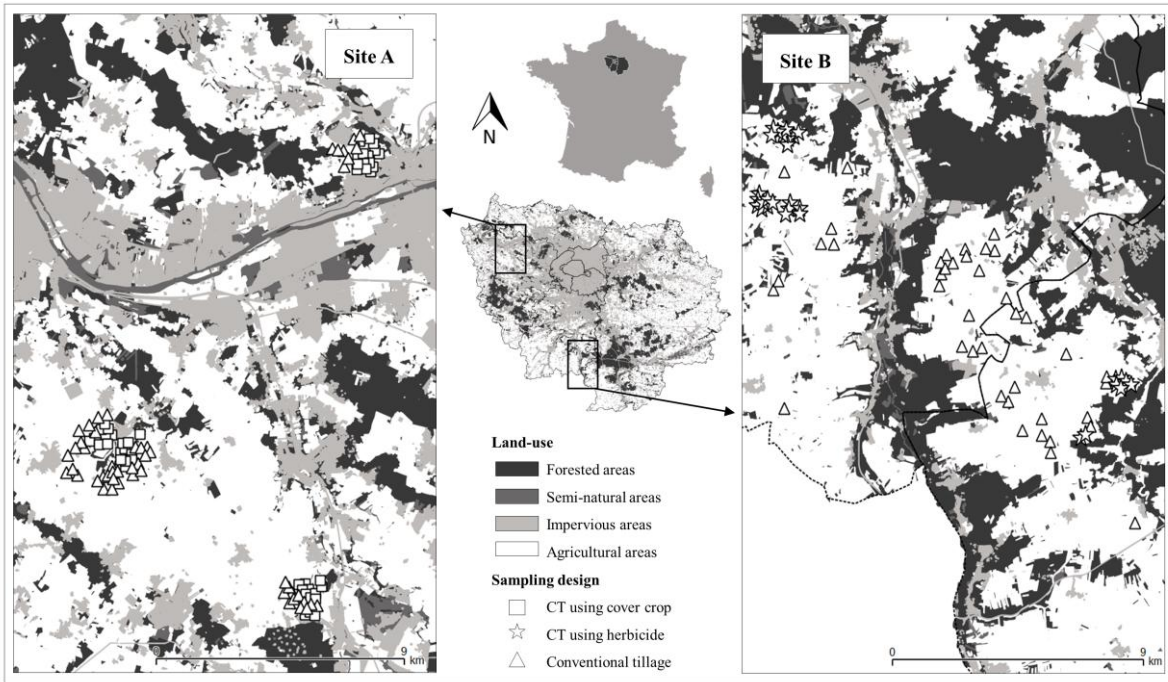 Site A
N
Site B
Land-use
Forested areas
Semi-natural areas
Impervious areas
Agricultural areas
Sampling design
CT using cover crop
CT using herbicide
Conventional tillage
9
km
0
9
km